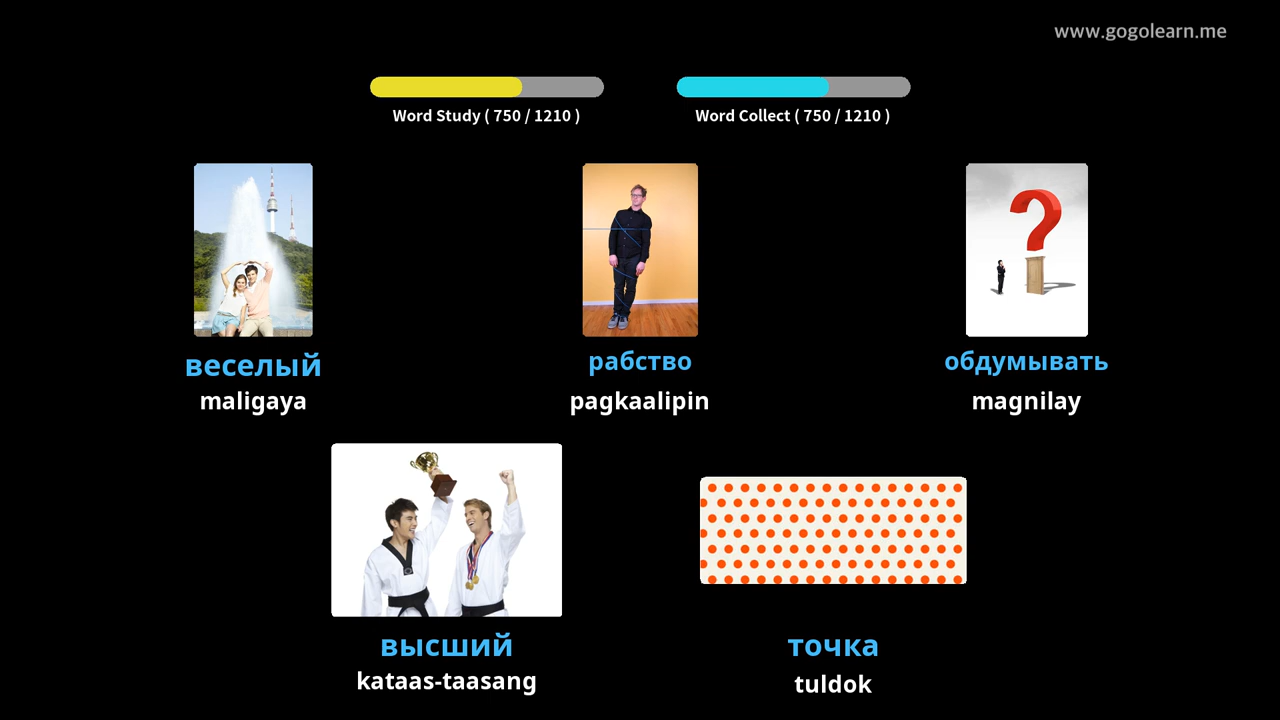 www.gogolearn.me
Word Study ( 750 / 1210 )
Word Collect ( 750 / 1210 )
веселый
maligaya
рабство
pagkaalipin
обдумывать
magnilay
высший
kataas-taasang
точка
tuldok